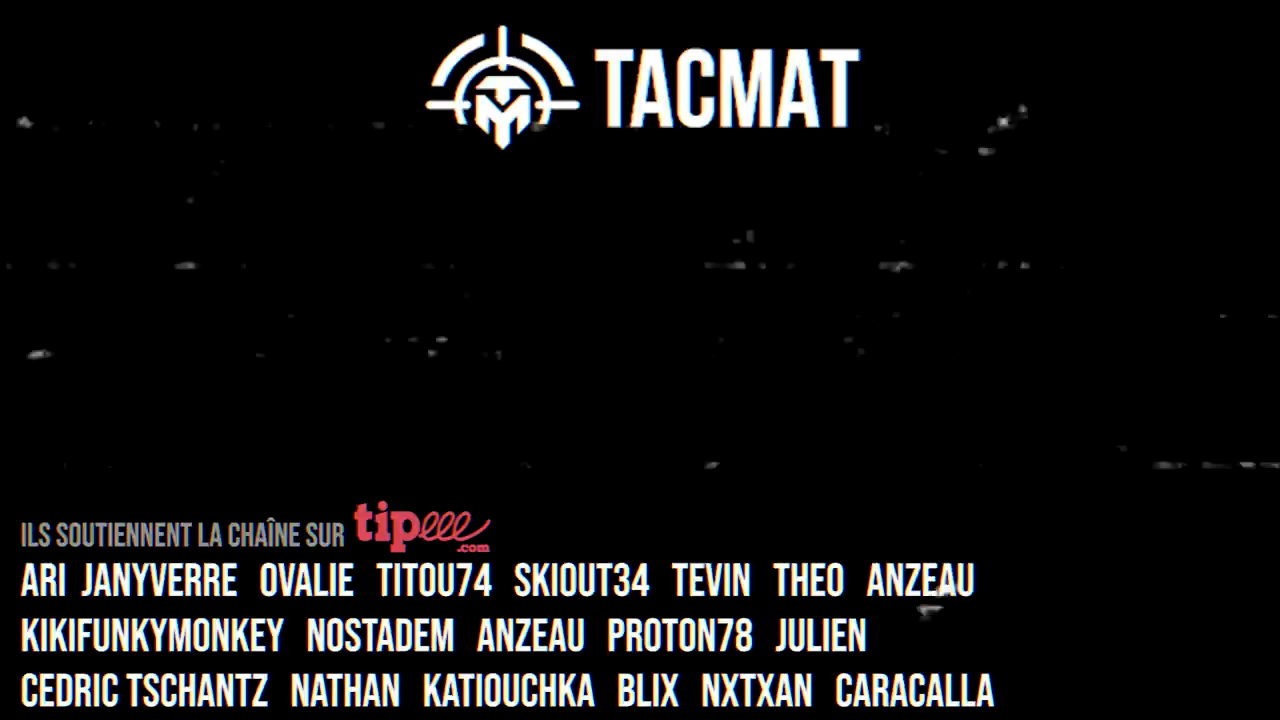 TACMAT
ILS SOUTIENNENT LA CHAÎNE SUR tipeee.com
ARI JANYVERRE OVALIE TITOU74 SKIOUT34 TEVIN THEO ANZEAU
KIKIFUNKYMONKEY NOSTADEM ANZEAU PROTON78 JULIEN
CEDRIC TSCHANTZ NATHAN KATIOUCHKA BLIX NXTXAN CARACALLA